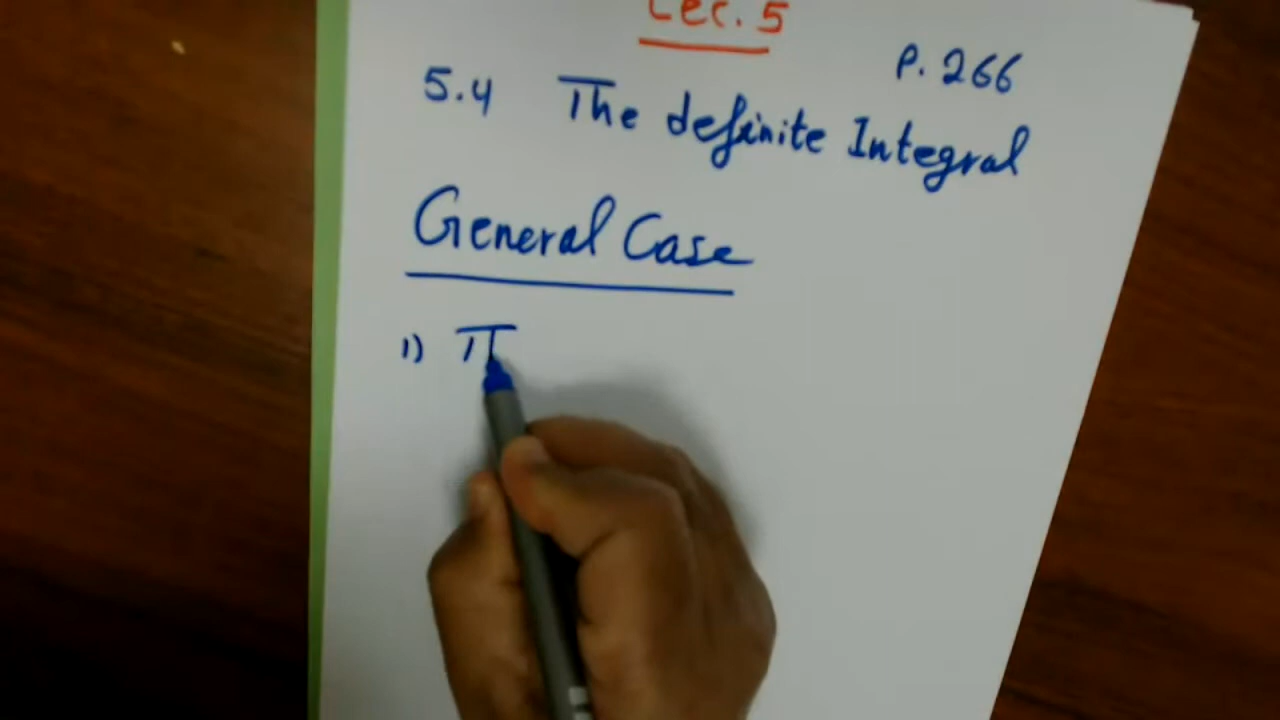 Lec. 5
P. 266
5.4 The definite Integral
General Case
1)